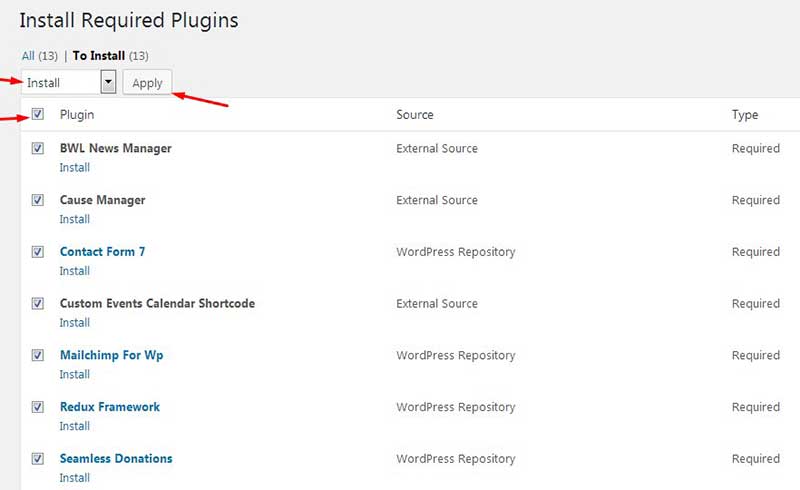 Install Required Plugins
All (13) | To Install (13)
Install Apply
Plugin Source Type
BWL News Manager External Source Required
Install
Cause Manager External Source Required
Install
Contact Form 7 WordPress Repository Required
Install
Custom Events Calendar Shortcode External Source Required
Install
Mailchimp For Wp WordPress Repository Required
Install
Redux Framework WordPress Repository Required
Install
Seamless Donations WordPress Repository Required
Install